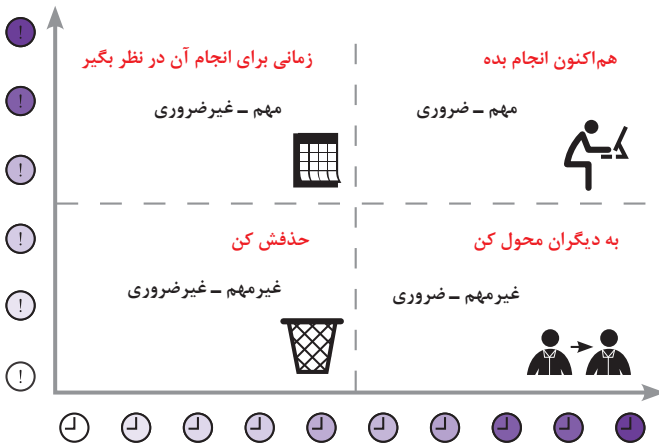 هم‌اکنون انجام بده
مهم ـ ضروری
زمانی برای انجام آن در نظر بگیر
مهم ـ غیرضروری
به دیگران محول کن
غیرمهم ـ ضروری
حذفش کن
غیرمهم ـ غیرضروری